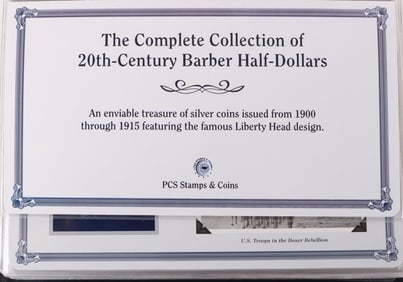 The Complete Collection of
20th-Century Barber Half-Dollars
An enviable treasure of silver coins issued from 1900
through 1915 featuring the famous Liberty Head design.
PCS Stamps & Coins
U.S. Troops in the Boxer Rebellion